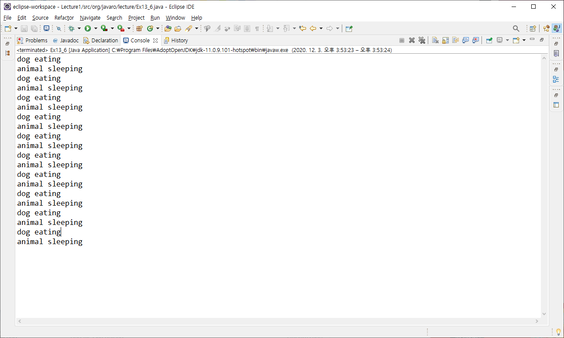 eclipse-workspace - Lecture1/src/org/javaro/lecture/Ex13_6.java - Eclipse IDE
File Edit Source Refactor Navigate Search Project Run Window Help
Problems Javadoc Declaration Console History
<terminated> Ex13_6 [Java Application] C:₩Program Files₩AdoptOpenJDK₩jdk-11.0.9.101-hotspot₩bin₩javaw.exe (2020. 12. 3. 오후 3:53:23 – 오후 3:53:24)
dog eating
animal sleeping
dog eating
animal sleeping
dog eating
animal sleeping
dog eating
animal sleeping
dog eating
animal sleeping
dog eating
animal sleeping
dog eating
animal sleeping
dog eating
animal sleeping
dog eating
animal sleeping
dog eating
animal sleeping